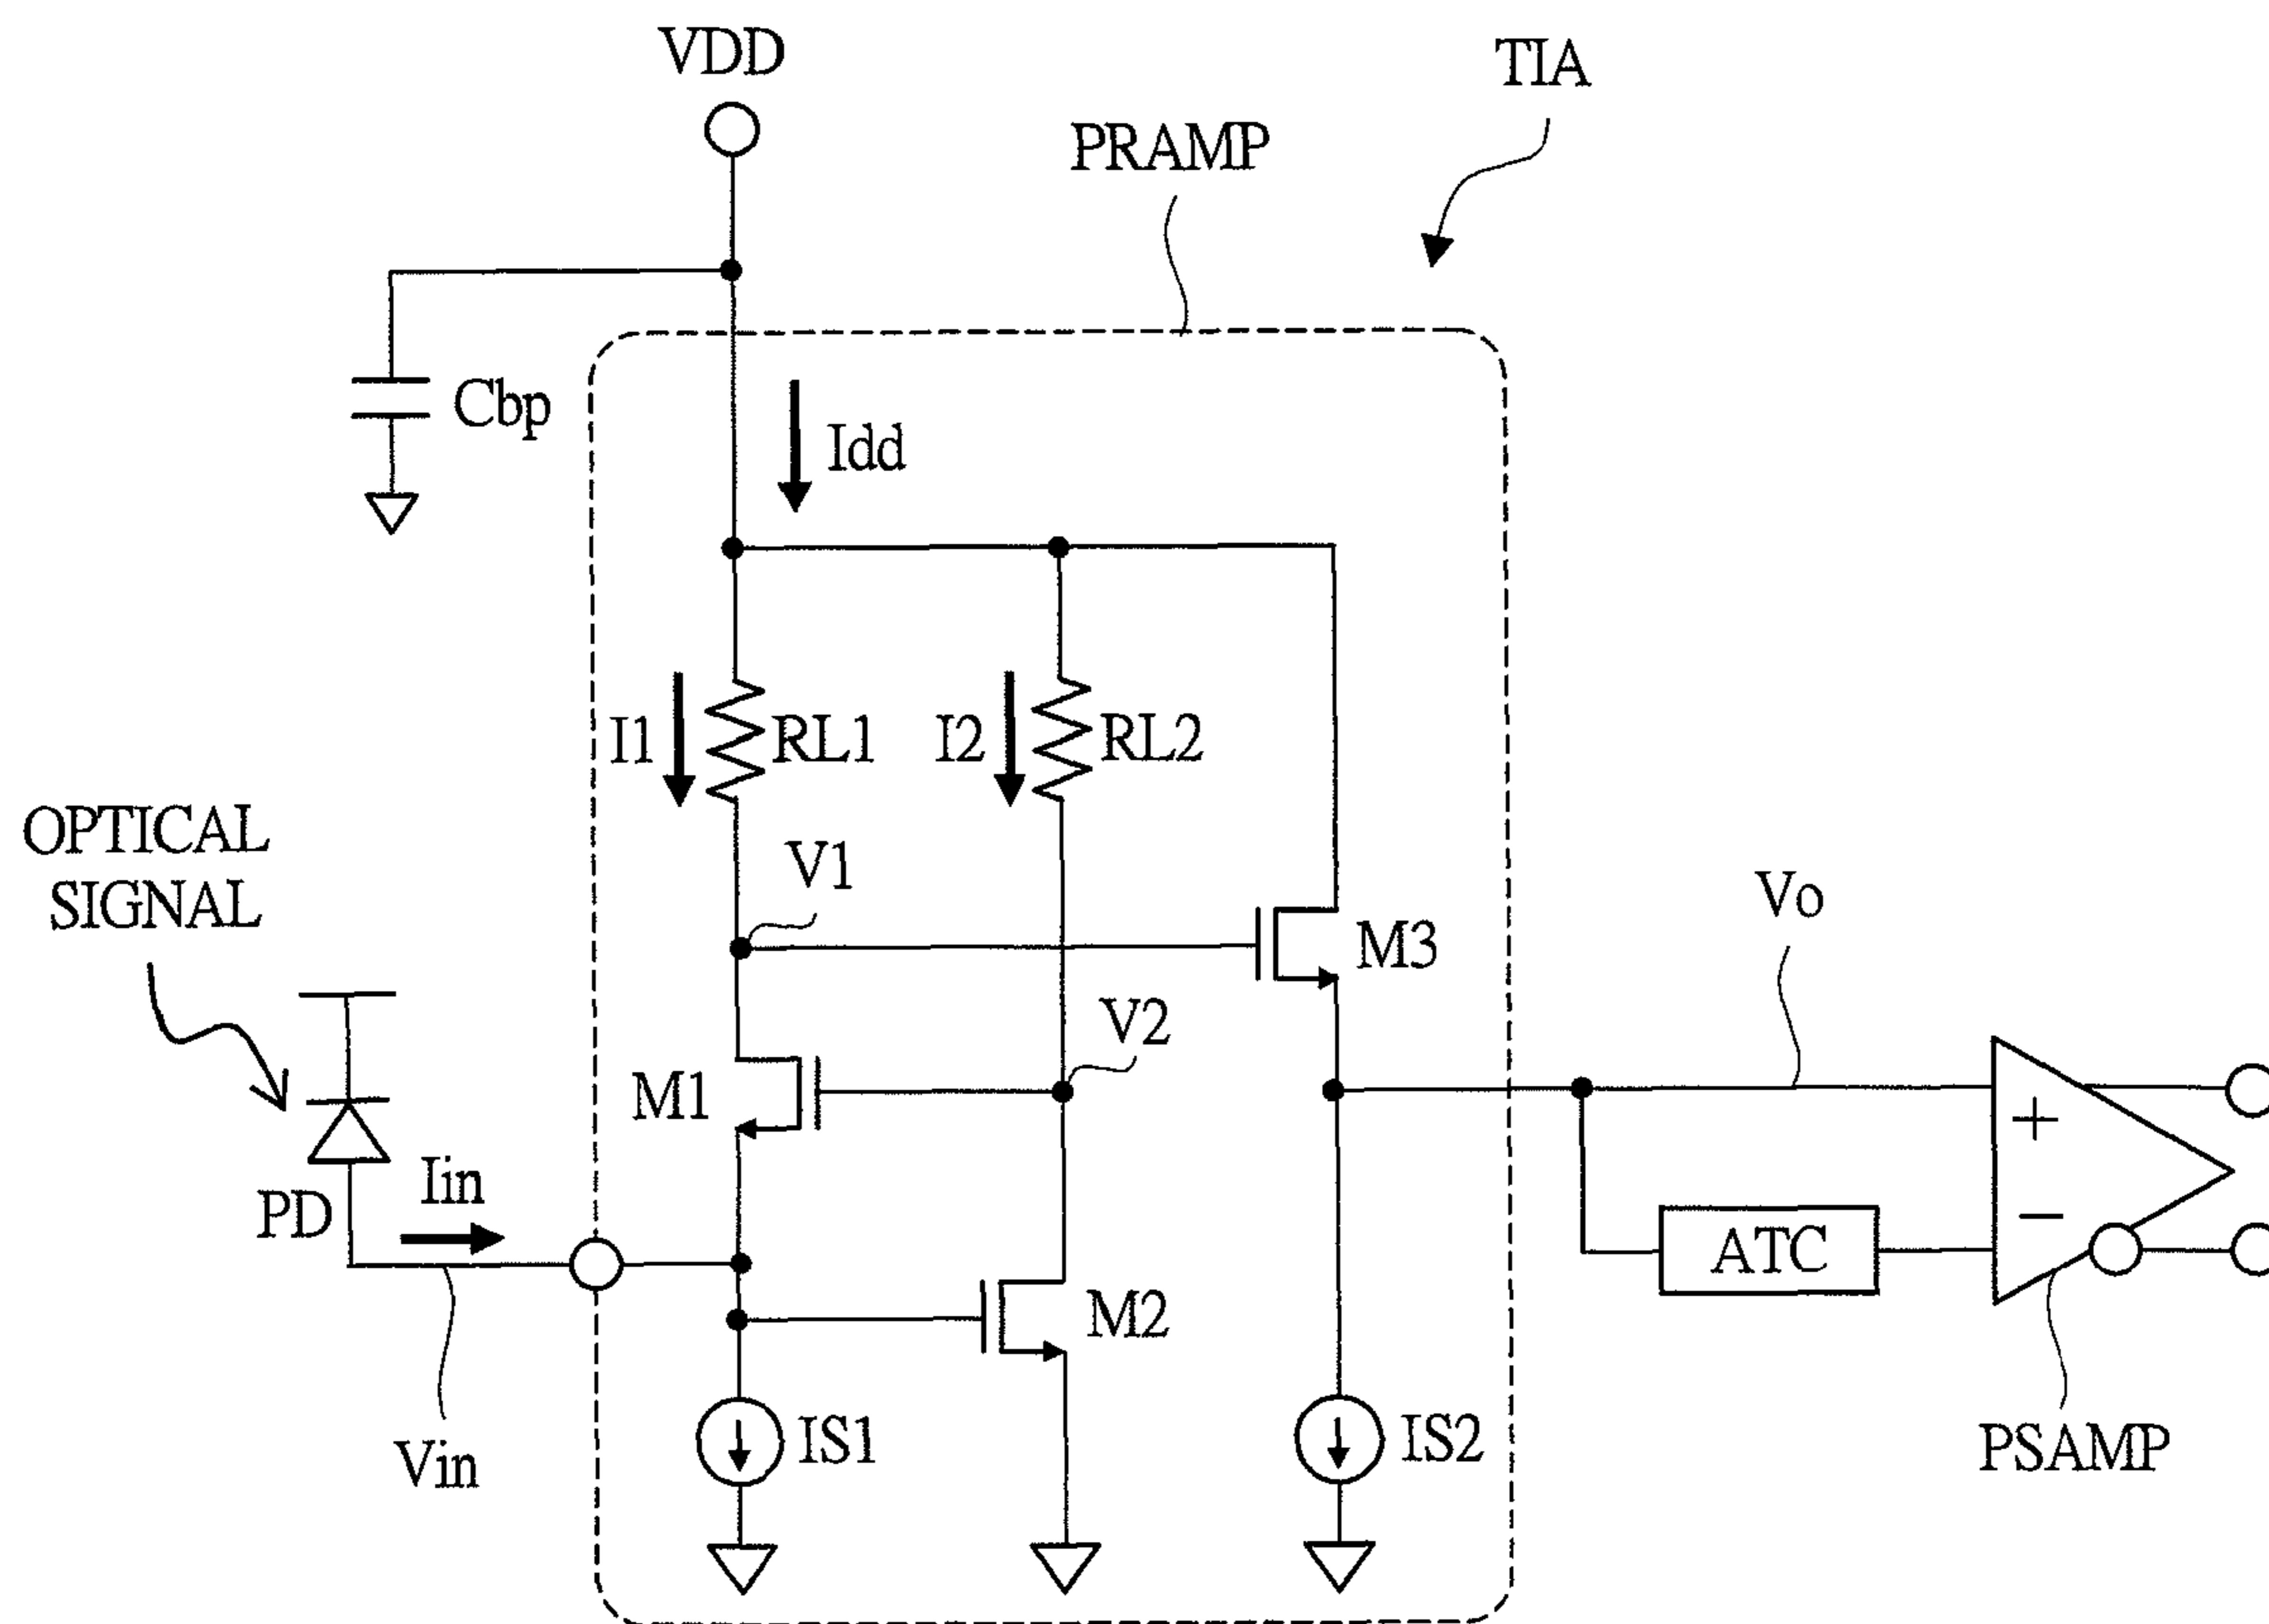 VDD
TIA
PRAMP
Cbp
Idd
I1
RL1
I2
RL2
OPTICAL
SIGNAL
V1
Vo
M3
V2
M1
PD
Iin
+
−
ATC
M2
Vin
IS1
IS2
PSAMP